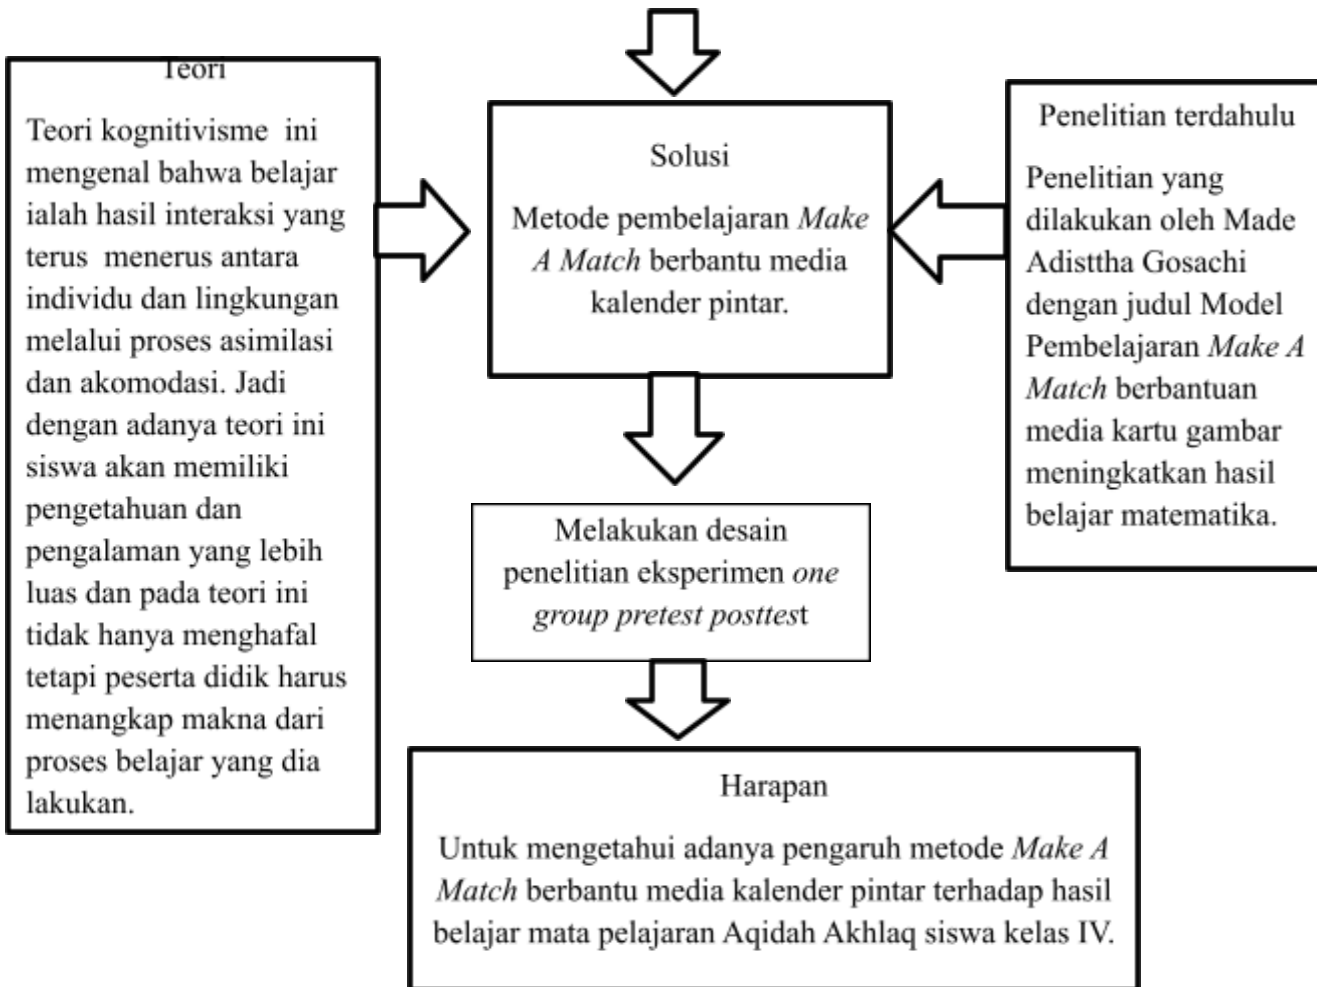 Teori
Teori kognitivisme ini
mengenal bahwa belajar
ialah hasil interaksi yang
terus menerus antara
individu dan lingkungan
melalui proses asimilasi
dan akomodasi. Jadi
dengan adanya teori ini
siswa akan memiliki
pengetahuan dan
pengalaman yang lebih
luas dan pada teori ini
tidak hanya menghafal
tetapi peserta didik harus
menangkap makna dari
proses belajar yang dia
lakukan.
Solusi
Metode pembelajaran Make
A Match berbantu media
kalender pintar.
Penelitian terdahulu
Penelitian yang
dilakukan oleh Made
Adisttha Gosachi
dengan judul Model
Pembelajaran Make A
Match berbantuan
media kartu gambar
meningkatkan hasil
belajar matematika.
Melakukan desain
penelitian eksperimen one
group pretest posttest
Harapan
Untuk mengetahui adanya pengaruh metode Make A
Match berbantu media kalender pintar terhadap hasil
belajar mata pelajaran Aqidah Akhlaq siswa kelas IV.